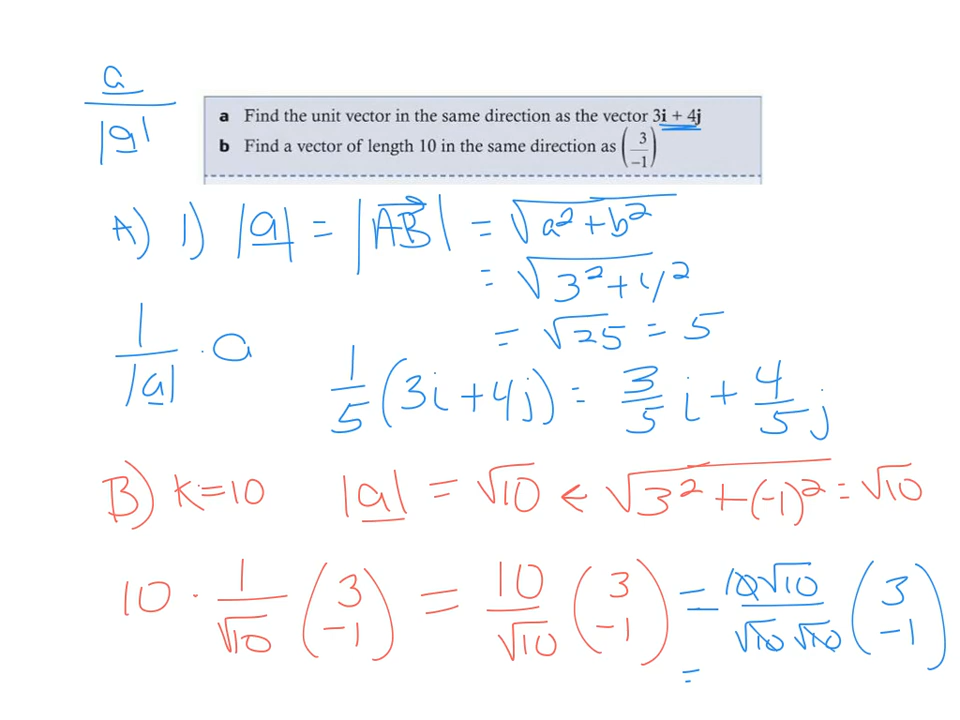 a / |a|
a Find the unit vector in the same direction as the vector 3i + 4j
b Find a vector of length 10 in the same direction as (3 −1)
A) 1) |a| = |AB| = √a² + b²
= √3² + 4²
= √25 = 5
1 / |a| · a
1/5 (3i + 4j) = 3/5 i + 4/5 j
B) K=10 |a| = √10 ← √3² + (-1)² = √10
10 · 1/√10 (3 −1) = 10/√10 (3 −1) = 10√10 / √10 √10 (3 −1)
=